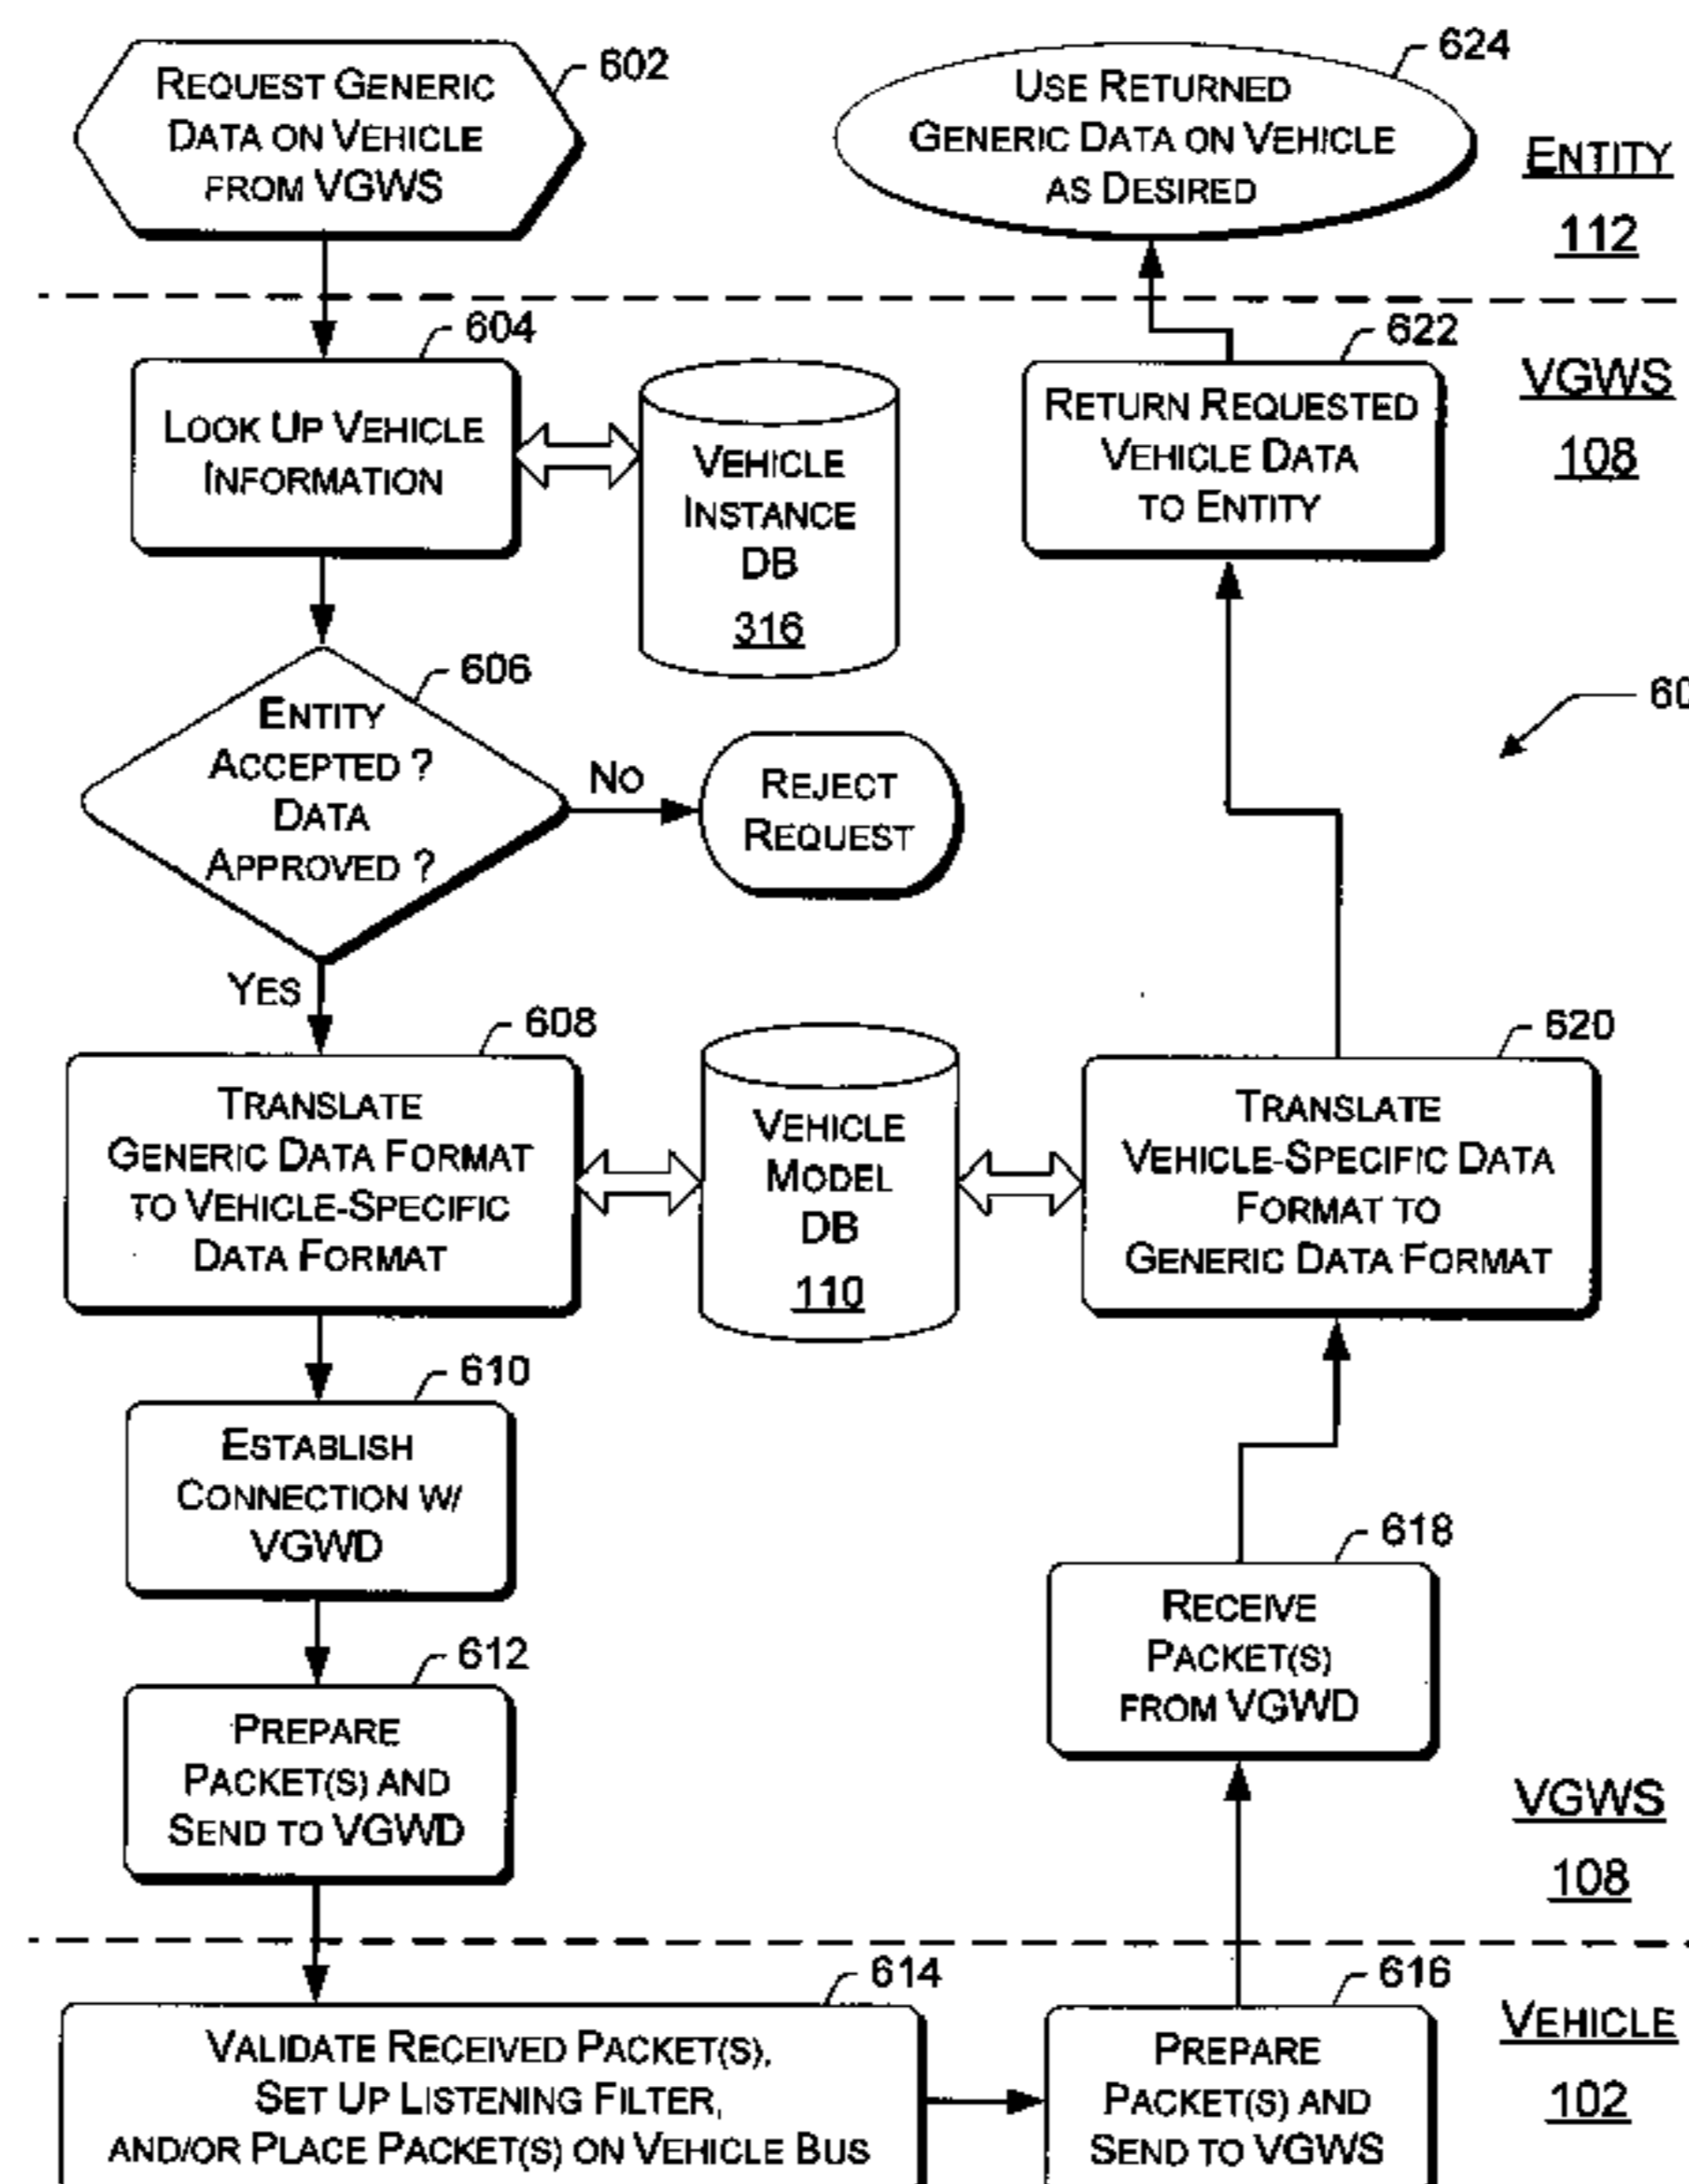 REQUEST GENERIC
DATA ON VEHICLE
FROM VGWS
602
USE RETURNED
GENERIC DATA ON VEHICLE
AS DESIRED
624
ENTITY
112
LOOK UP VEHICLE
INFORMATION
604
VEHICLE
INSTANCE
DB
316
RETURN REQUESTED
VEHICLE DATA
TO ENTITY
622
VGWS
108
ENTITY
ACCEPTED ?
DATA
APPROVED ?
606
NO
REJECT
REQUEST
YES
60
TRANSLATE
GENERIC DATA FORMAT
TO VEHICLE-SPECIFIC
DATA FORMAT
608
VEHICLE
MODEL
DB
110
TRANSLATE
VEHICLE-SPECIFIC DATA
FORMAT TO
GENERIC DATA FORMAT
620
ESTABLISH
CONNECTION W/
VGWD
610
PREPARE
PACKET(S) AND
SEND TO VGWD
612
RECEIVE
PACKET(S)
FROM VGWD
618
VGWS
108
VALIDATE RECEIVED PACKET(S),
SET UP LISTENING FILTER,
AND/OR PLACE PACKET(S) ON VEHICLE BUS
614
PREPARE
PACKET(S) AND
SEND TO VGWS
616
VEHICLE
102